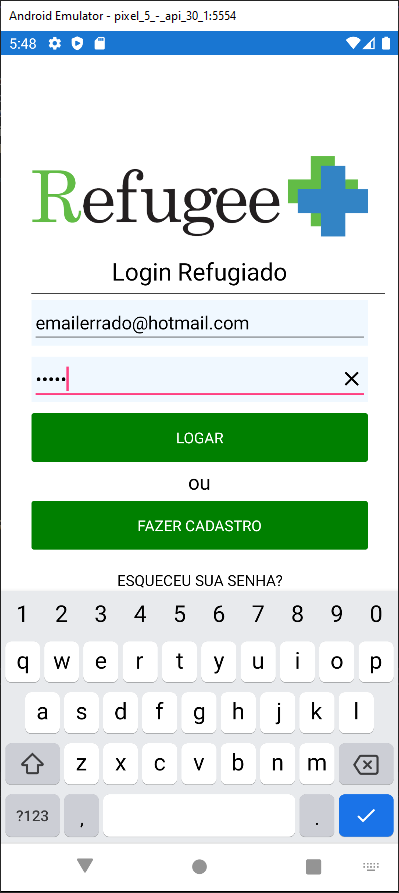 Android Emulator - pixel_5_-_api_30_1:5554
5:48
Refugee
Login Refugiado
emailerrado@hotmail.com
•••••
LOGAR
ou
FAZER CADASTRO
ESQUECEU SUA SENHA?
1 2 3 4 5 6 7 8 9 0
q w e r t y u i o p
a s d f g h j k l
z x c v b n m
?123 , .